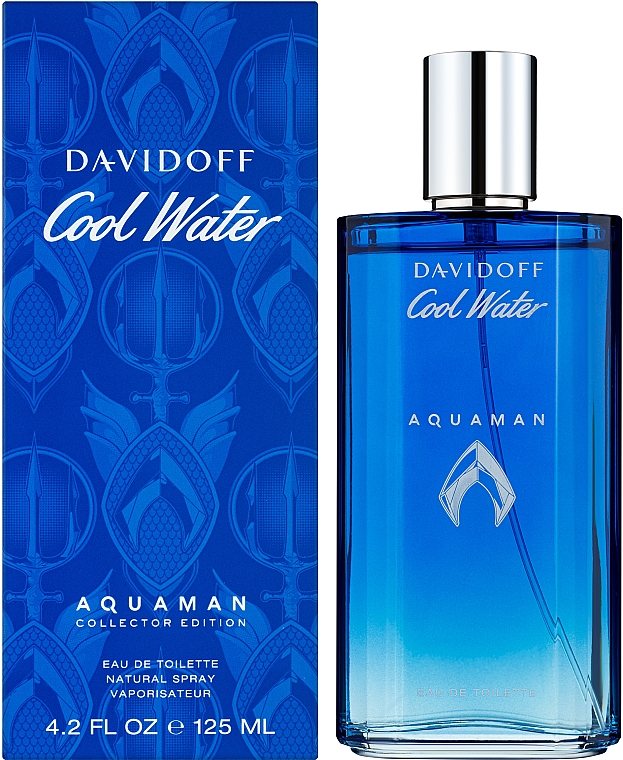 DAVIDOFF
Cool Water
AQUAMAN
COLLECTOR EDITION
EAU DE TOILETTE
NATURAL SPRAY
VAPORISATEUR
4.2 FL OZ e 125 ML
DAVIDOFF
Cool Water
AQUAMAN
EAU DE TOILETTE